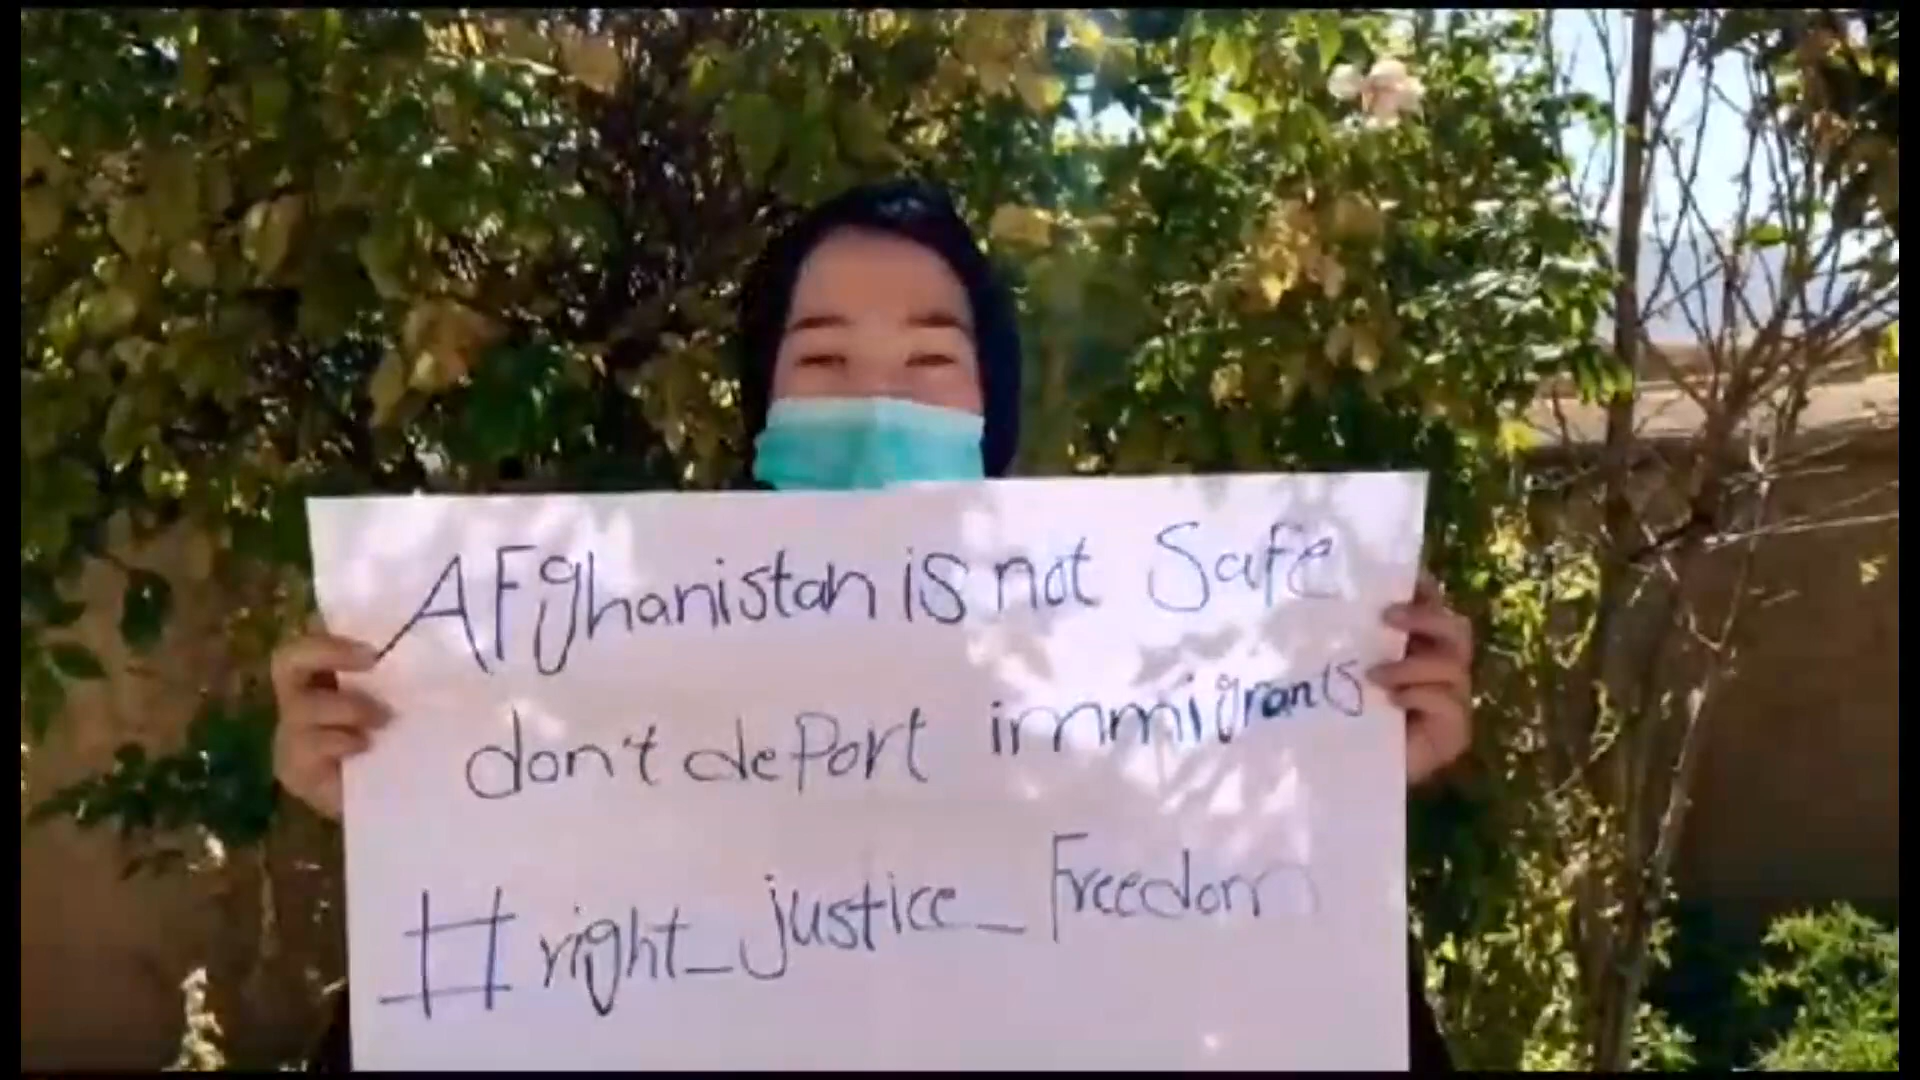 AFghanistan is not Safe
don't deport immigrants
#right_justice_Freedom